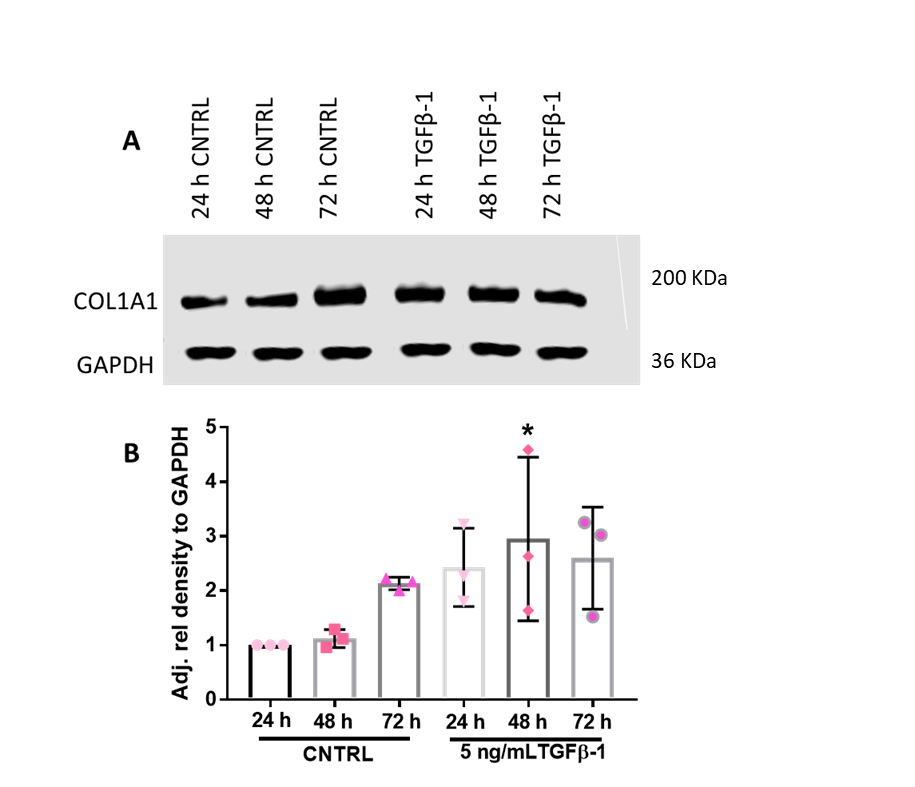 A
24 h CNTRL
48 h CNTRL
72 h CNTRL
24 h TGFβ-1
48 h TGFβ-1
72 h TGFβ-1
COL1A1
200 KDa
GAPDH
36 KDa
B
Adj. rel density to GAPDH
5
4
3
2
1
0
*
24 h 48 h 72 h 24 h 48 h 72 h
CNTRL 5 ng/mLTGFβ-1